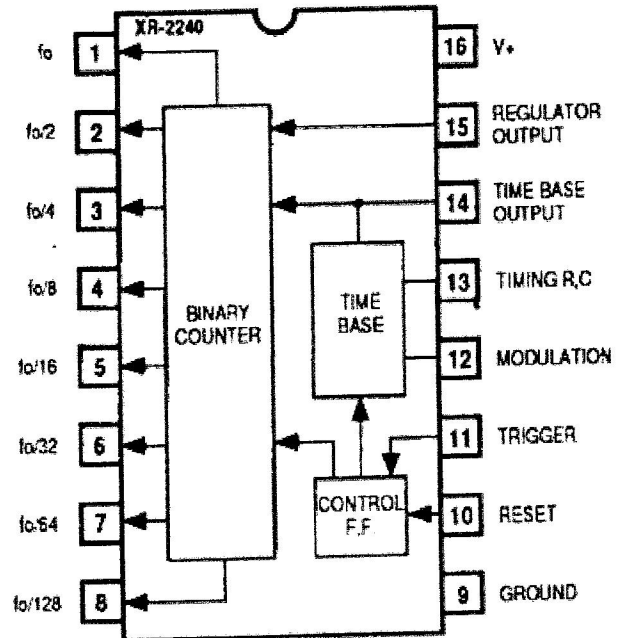 XR-2240
fo 1
fo/2 2
fo/4 3
fo/8 4
fo/16 5
fo/32 6
fo/64 7
fo/128 8
BINARY
COUNTER
TIME
BASE
CONTROL
F.F.
16 V+
15 REGULATOR
OUTPUT
14 TIME BASE
OUTPUT
13 TIMING R,C
12 MODULATION
11 TRIGGER
10 RESET
9 GROUND